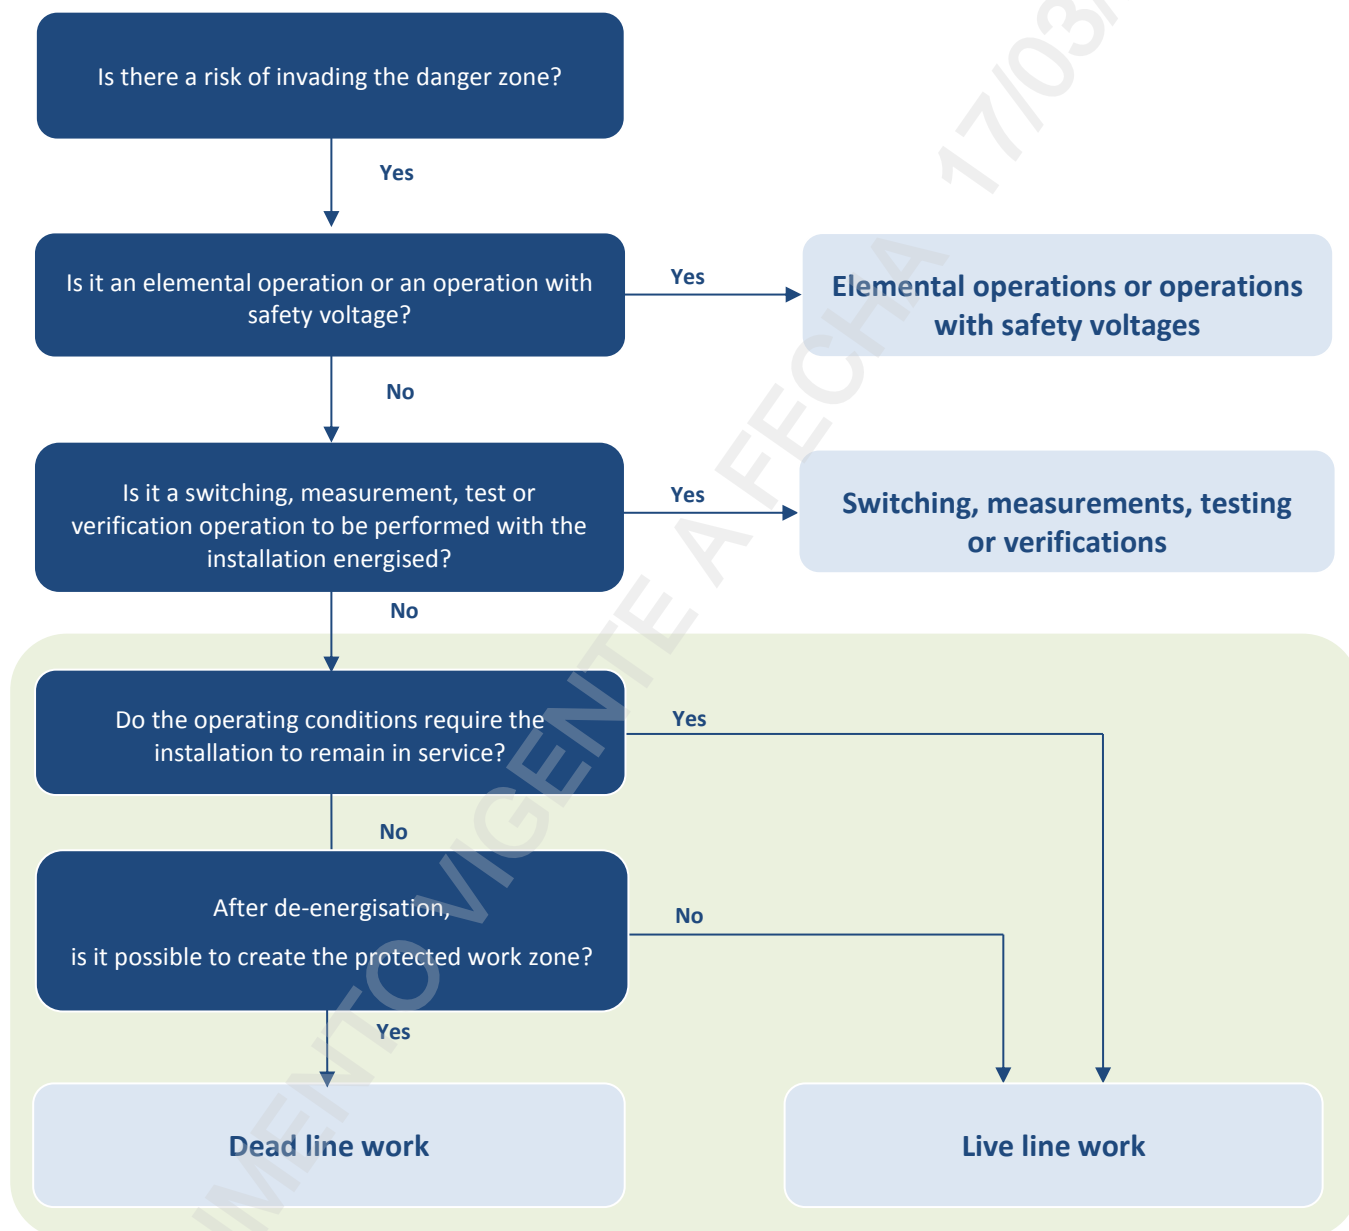 Is there a risk of invading the danger zone?
Yes
Is it an elemental operation or an operation with
safety voltage?
Yes
Elemental operations or operations
with safety voltages
No
Is it a switching, measurement, test or
verification operation to be performed with the
installation energised?
Yes
Switching, measurements, testing
or verifications
No
Do the operating conditions require the
installation to remain in service?
Yes
No
After de-energisation,
is it possible to create the protected work zone?
No
Yes
Dead line work
Live line work
VIGENTE A FECHA 17/03/